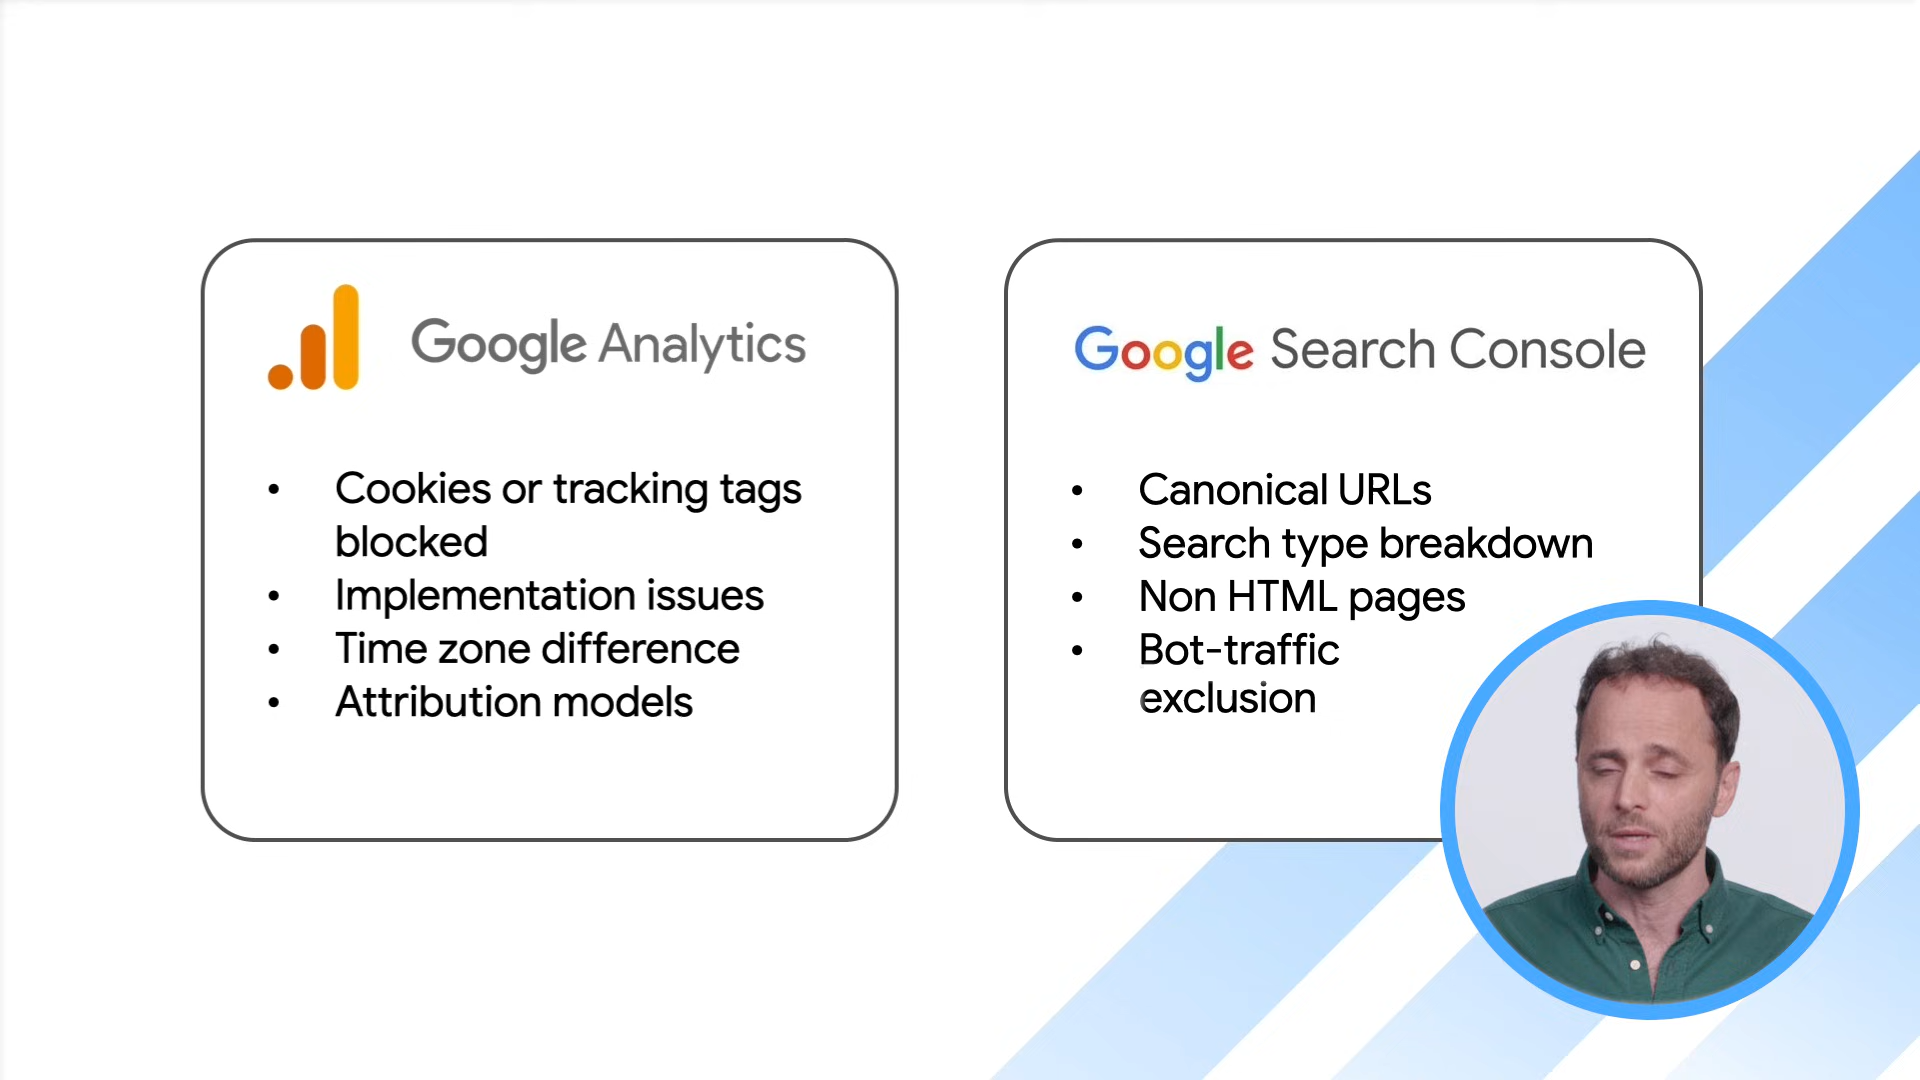 Google Analytics
• Cookies or tracking tags
blocked
• Implementation issues
• Time zone difference
• Attribution models
Google Search Console
• Canonical URLs
• Search type breakdown
• Non HTML pages
• Bot-traffic
exclusion